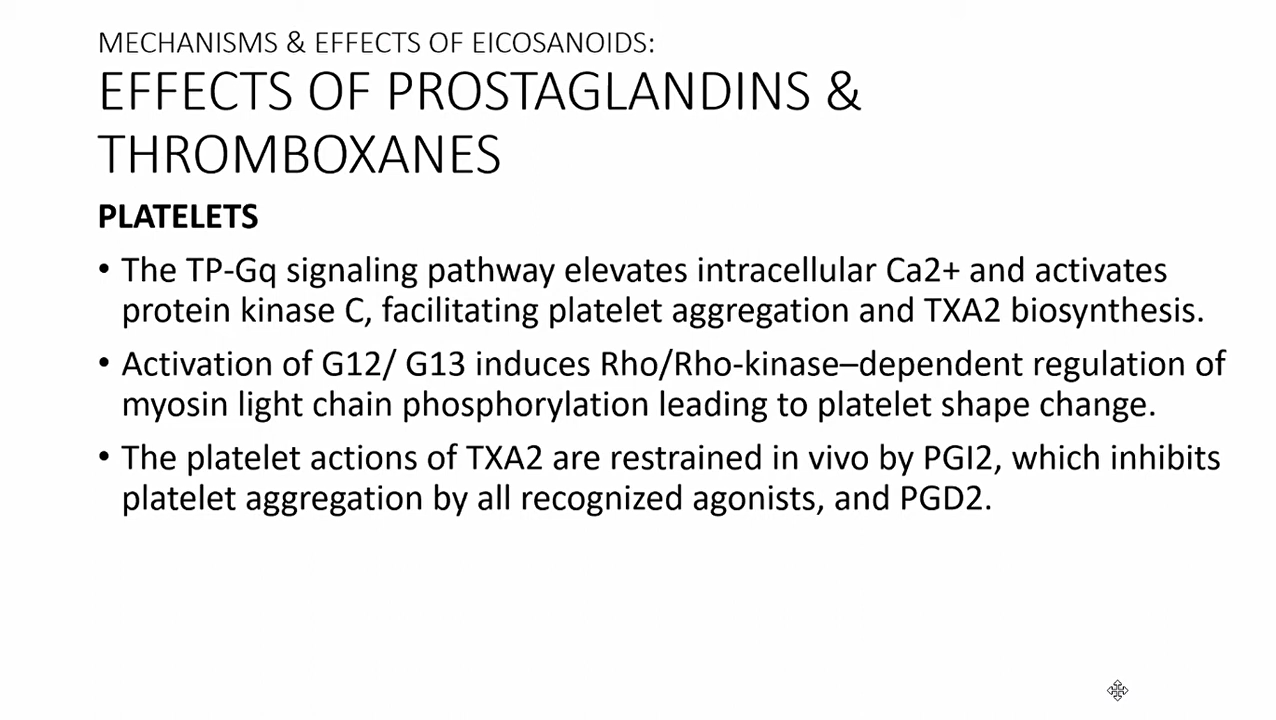 MECHANISMS & EFFECTS OF EICOSANOIDS:
EFFECTS OF PROSTAGLANDINS &
THROMBOXANES
PLATELETS
• The TP-Gq signaling pathway elevates intracellular Ca2+ and activates
protein kinase C, facilitating platelet aggregation and TXA2 biosynthesis.
• Activation of G12/ G13 induces Rho/Rho-kinase–dependent regulation of
myosin light chain phosphorylation leading to platelet shape change.
• The platelet actions of TXA2 are restrained in vivo by PGI2, which inhibits
platelet aggregation by all recognized agonists, and PGD2.